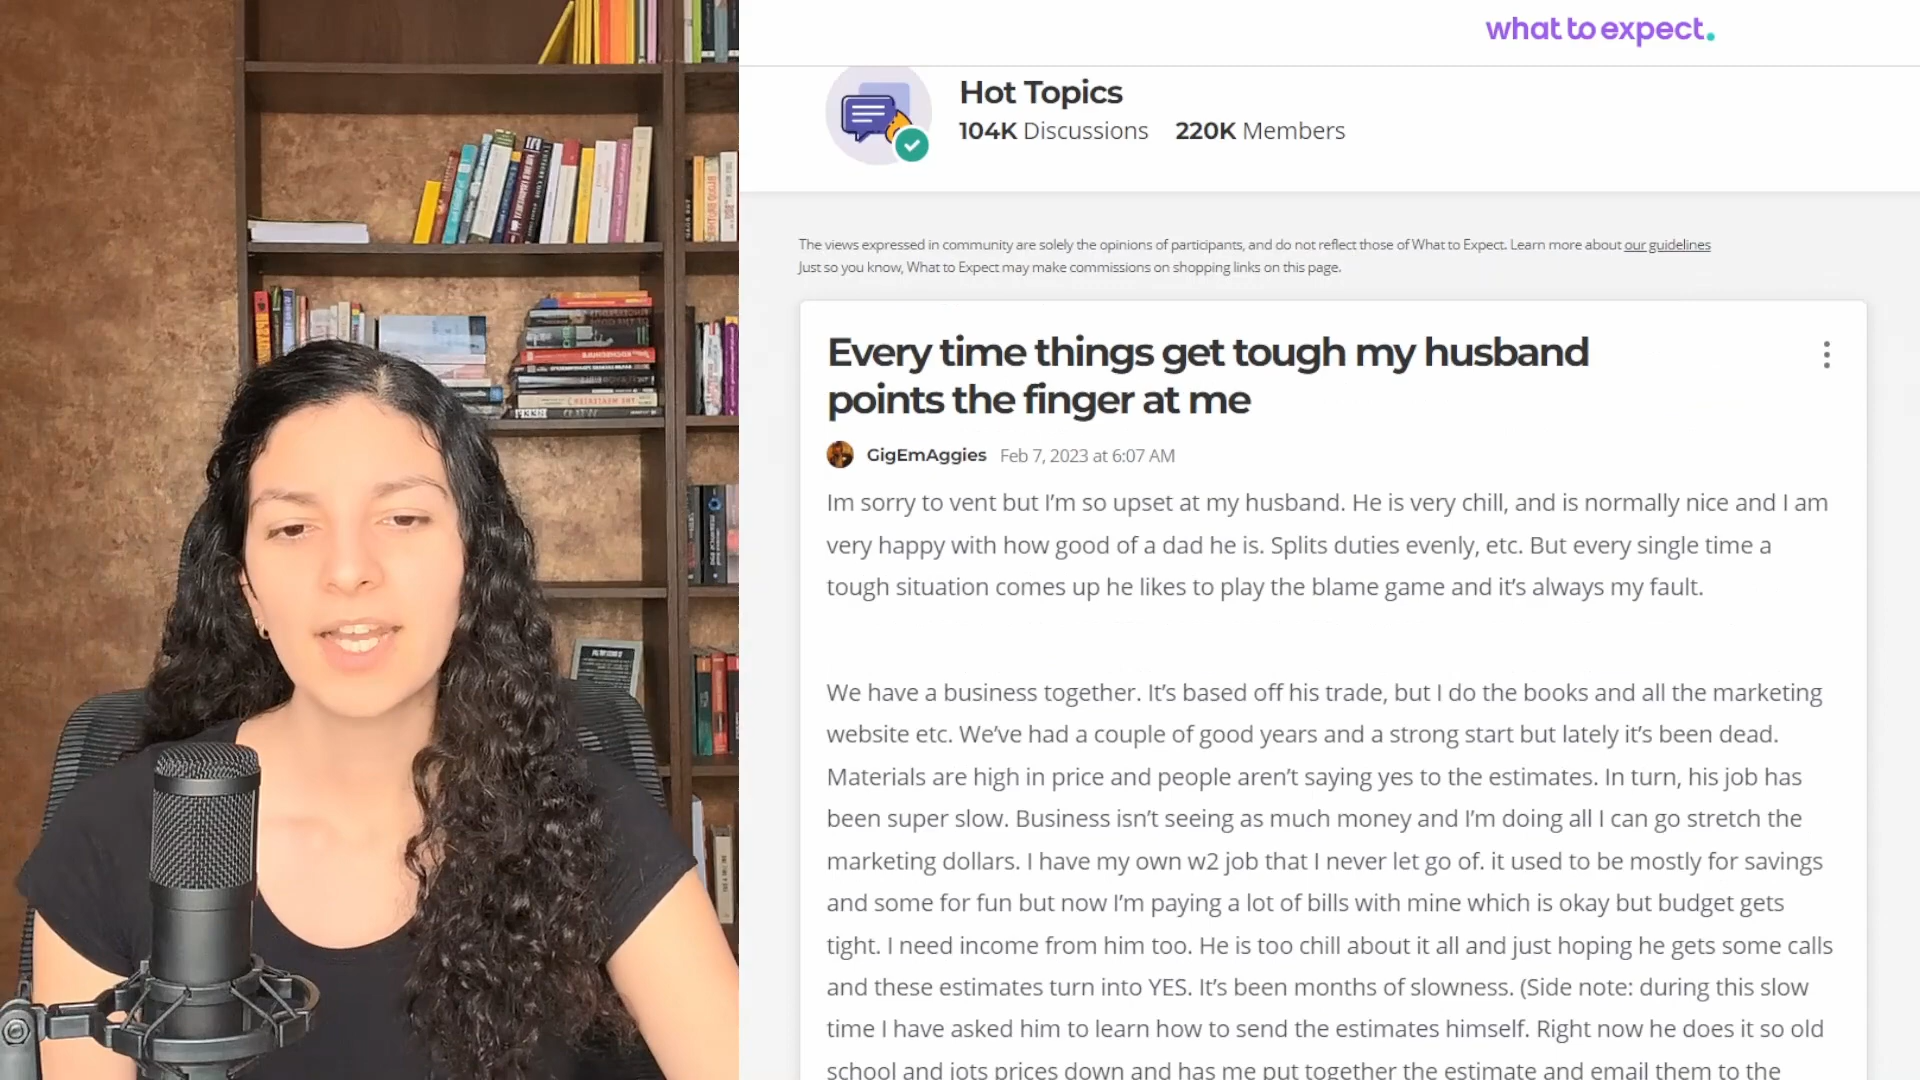 what to expect.
Hot Topics
104K Discussions 220K Members
The views expressed in community are solely the opinions of participants, and do not reflect those of What to Expect. Learn more about our guidelines
Just so you know, What to Expect may make commissions on shopping links on this page.
Every time things get tough my husband
points the finger at me
GigEmAggies Feb 7, 2023 at 6:07 AM
Im sorry to vent but I’m so upset at my husband. He is very chill, and is normally nice and I am
very happy with how good of a dad he is. Splits duties evenly, etc. But every single time a
tough situation comes up he likes to play the blame game and it’s always my fault.
We have a business together. It’s based off his trade, but I do the books and all the marketing
website etc. We’ve had a couple of good years and a strong start but lately it’s been dead.
Materials are high in price and people aren’t saying yes to the estimates. In turn, his job has
been super slow. Business isn’t seeing as much money and I’m doing all I can go stretch the
marketing dollars. I have my own w2 job that I never let go of. it used to be mostly for savings
and some for fun but now I’m paying a lot of bills with mine which is okay but budget gets
tight. I need income from him too. He is too chill about it all and just hoping he gets some calls
and these estimates turn into YES. It’s been months of slowness. (Side note: during this slow
time I have asked him to learn how to send the estimates himself. Right now he does it so old
school and jots prices down and has me put together the estimate and email them to the